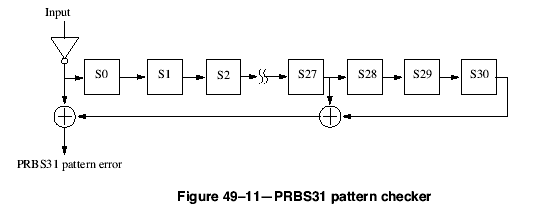 Input
S0 S1 S2 S27 S28 S29 S30
PRBS31 pattern error
Figure 49–11—PRBS31 pattern checker